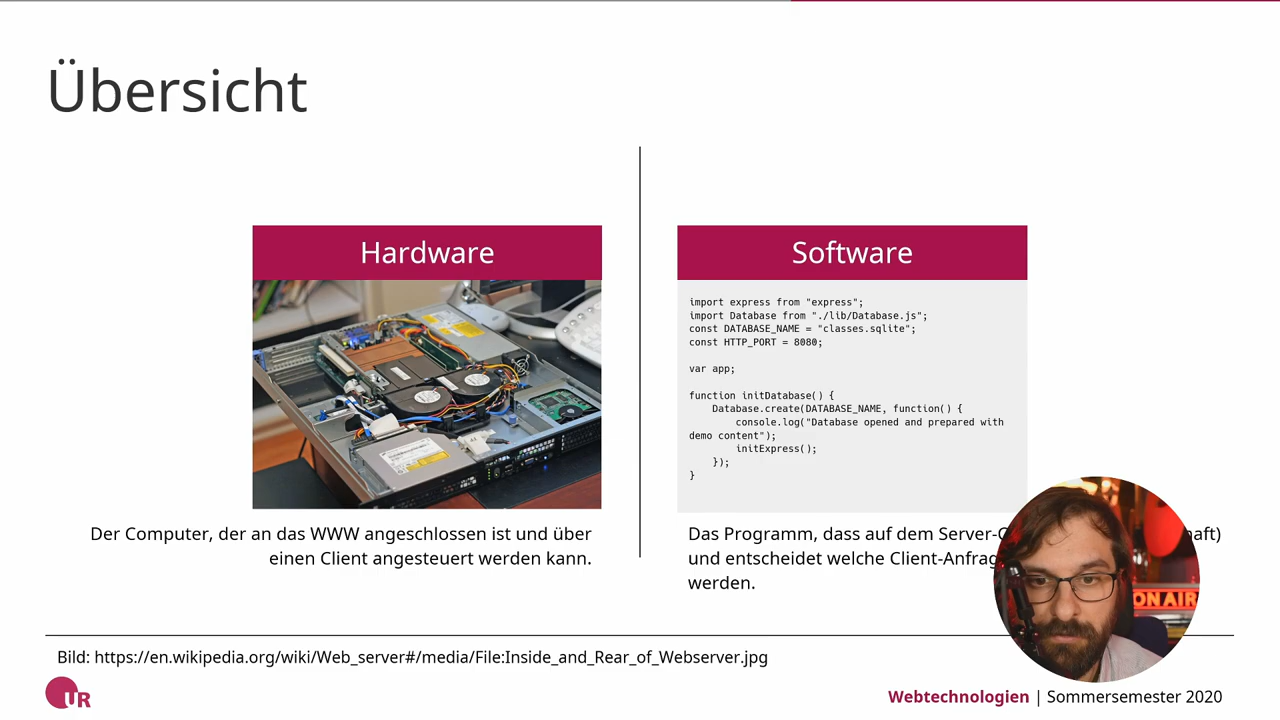 Übersicht
Hardware
Der Computer, der an das WWW angeschlossen ist und über
einen Client angesteuert werden kann.
Software
import express from "express";
import Database from "./lib/Database.js";
const DATABASE_NAME = "classes.sqlite";
const HTTP_PORT = 8080;
var app;
function initDatabase() {
Database.create(DATABASE_NAME, function() {
console.log("Database opened and prepared with
demo content");
initExpress();
});
}
Das Programm, dass auf dem
und entscheidet welche
werden.
ON AIR
Bild: https://en.wikipedia.org/wiki/Web_server#/media/File:Inside_and_Rear_of_Webserver.jpg
UR
Webtechnologien | Sommersemester 2020